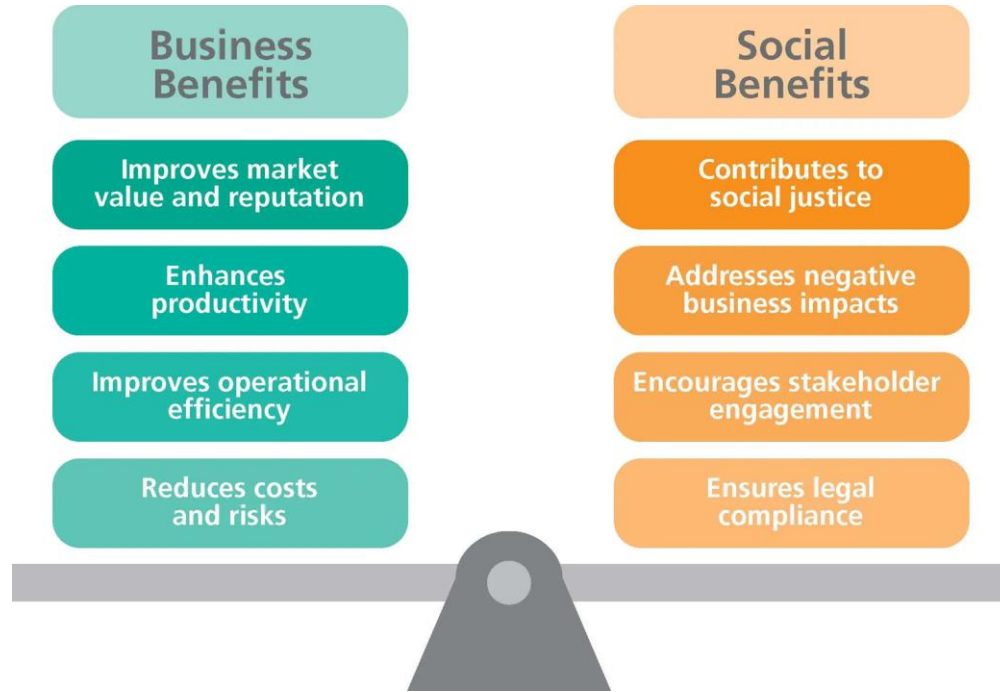 Business
Benefits
Improves market
value and reputation
Enhances
productivity
Improves operational
efficiency
Reduces costs
and risks
Social
Benefits
Contributes to
social justice
Addresses negative
business impacts
Encourages stakeholder
engagement
Ensures legal
compliance